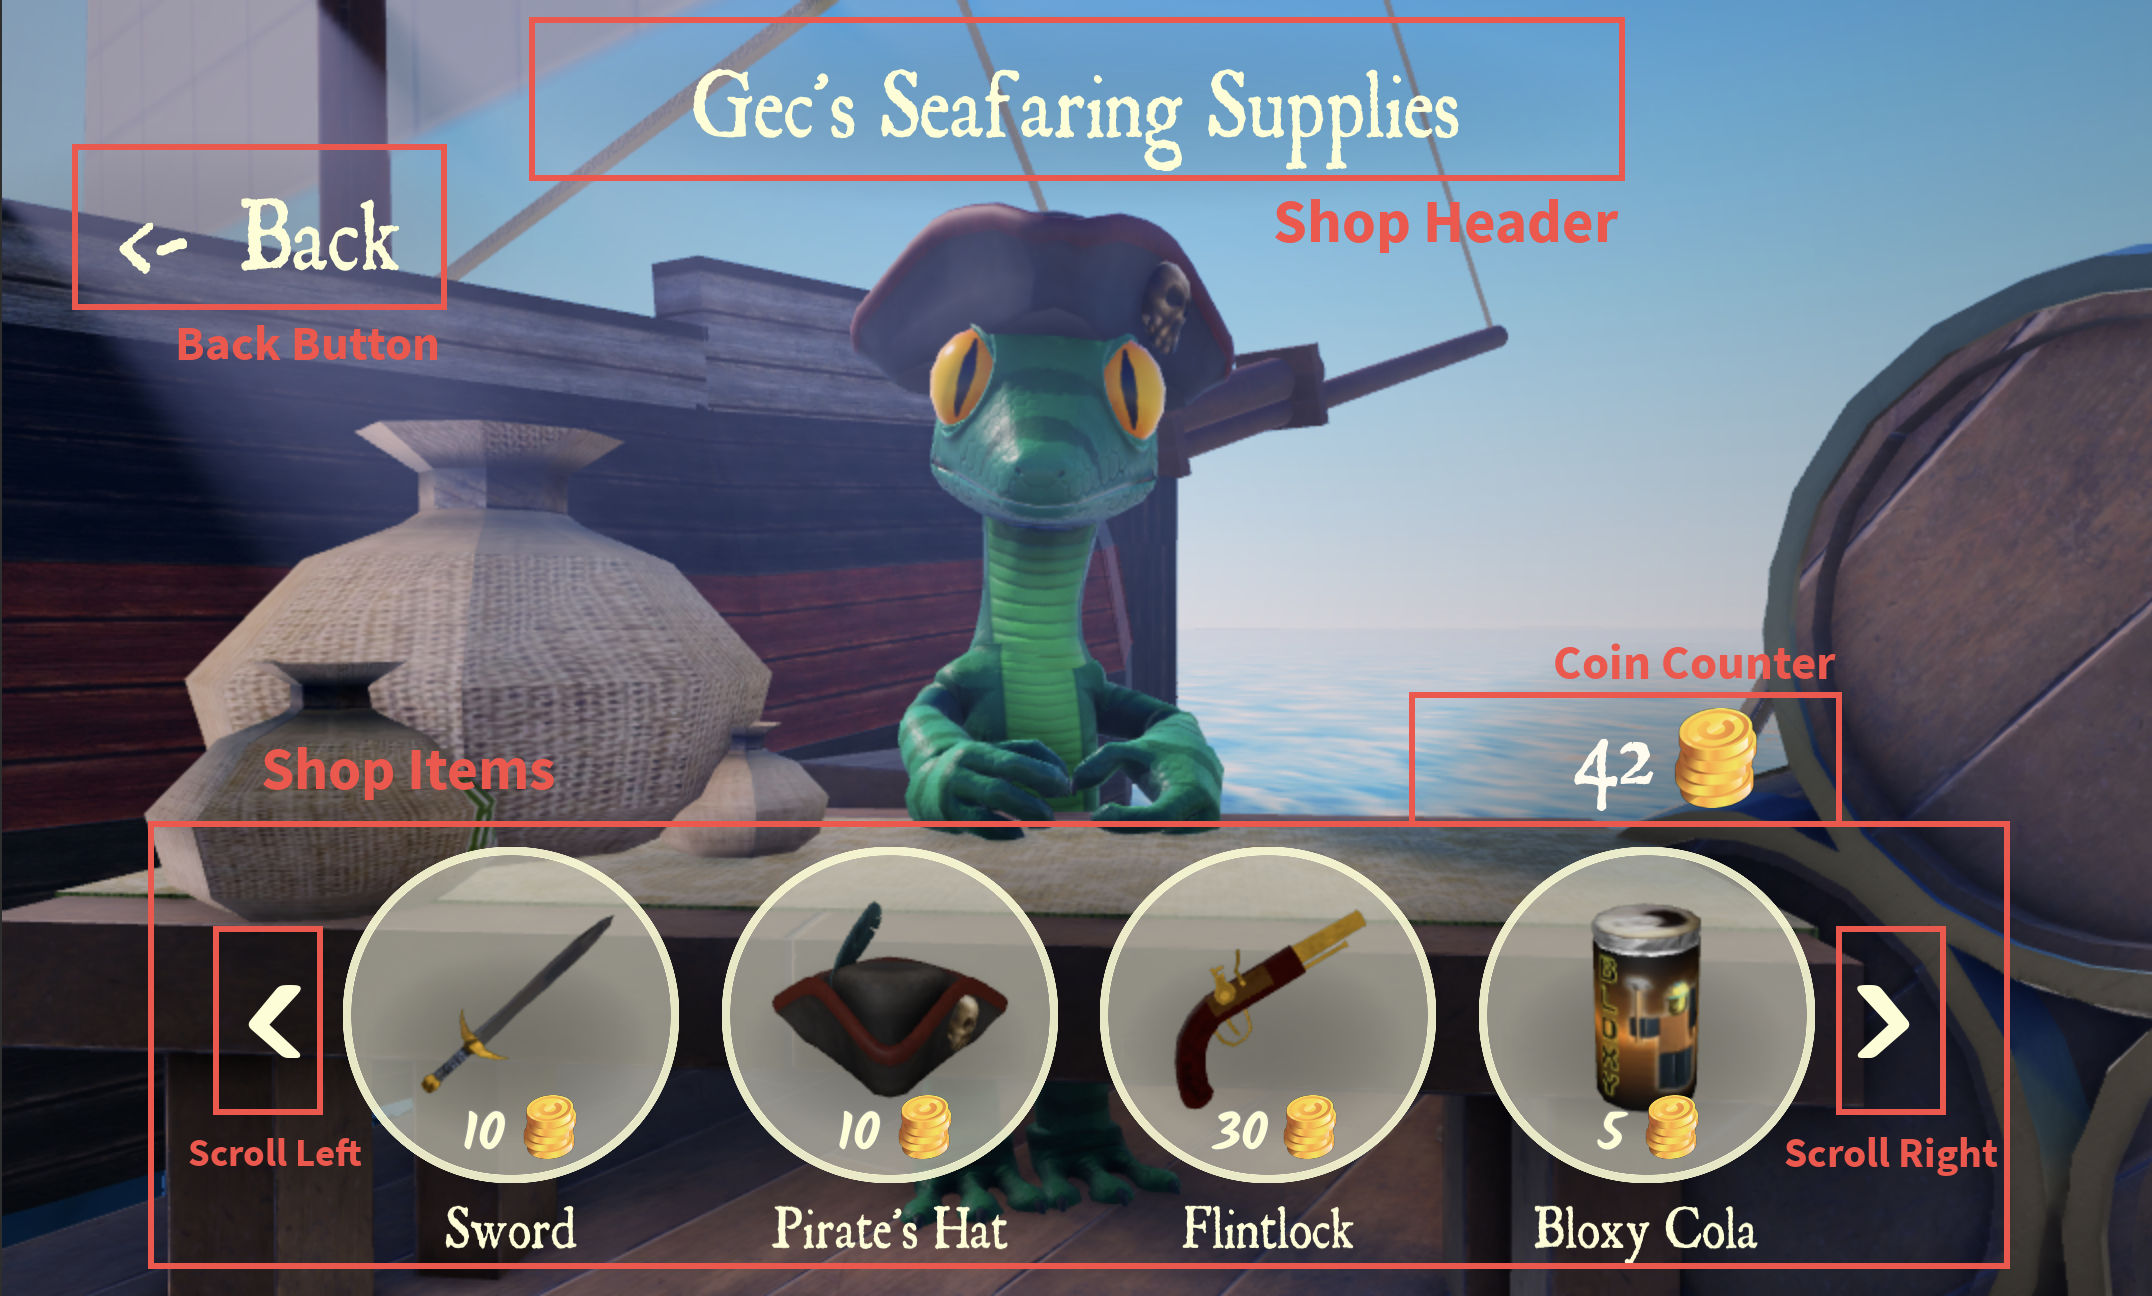 Gec's Seafaring Supplies
Shop Header
<- Back
Back Button
Coin Counter
42
Shop Items
10
10
30
5
BLOXY
Scroll Left
Scroll Right
Sword
Pirate's Hat
Flintlock
Bloxy Cola